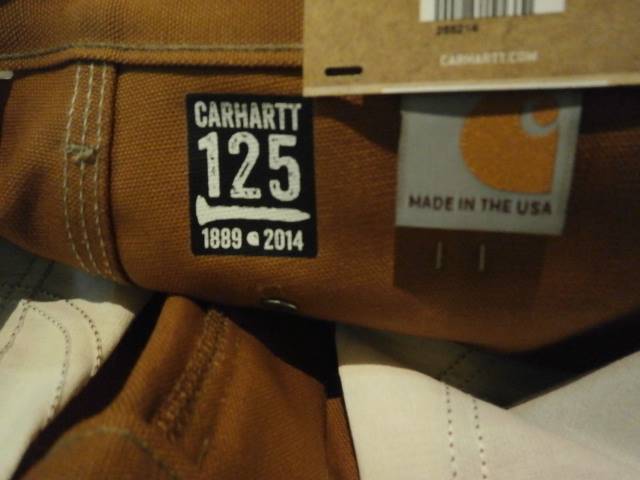 CARHARTT.COM
CARHARTT
125
1889 2014
MADE IN THE USA